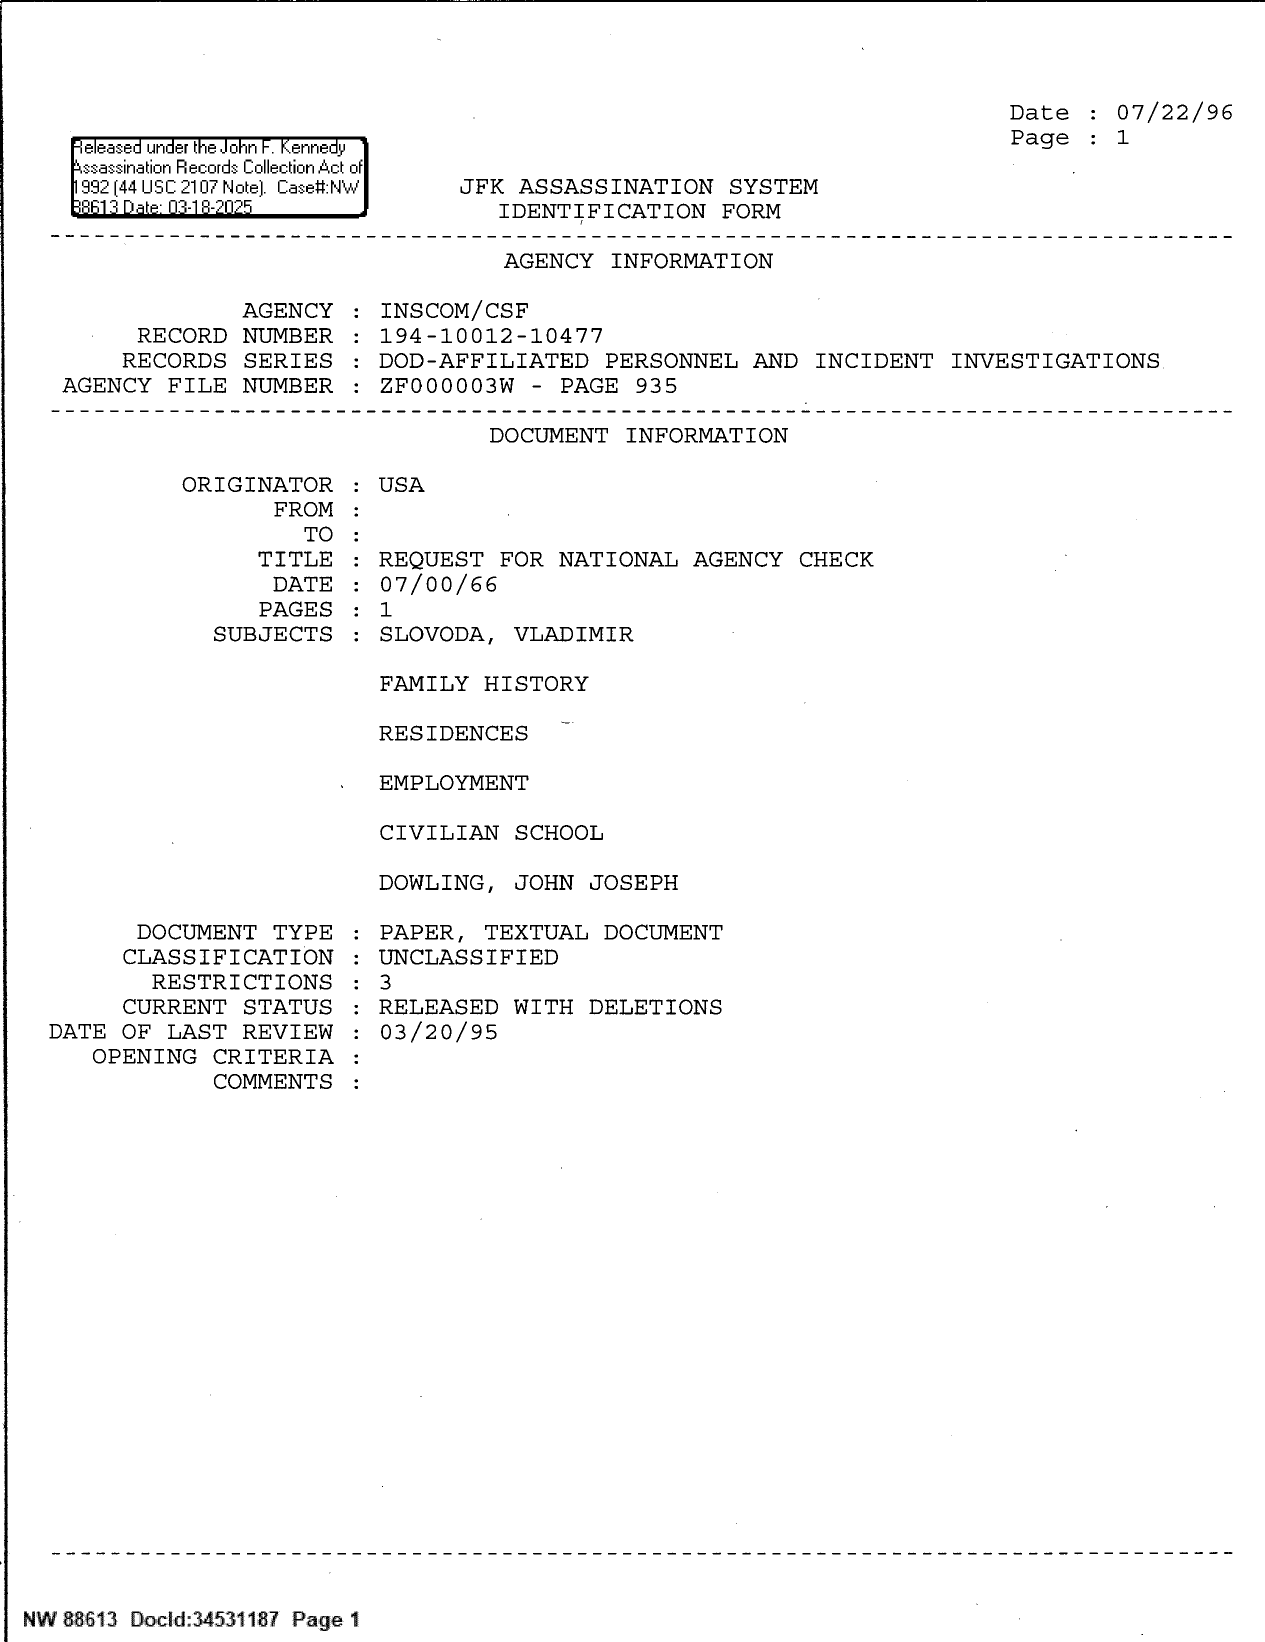 Date : 07/22/96
Page : 1
Released under the John F. Kennedy
Assassination Records Collection Act of
1992 (44 USC 2107 Note). Case#:NW
88613 Date: 03-18-2025
JFK ASSASSINATION SYSTEM
IDENTIFICATION FORM
AGENCY INFORMATION
AGENCY : INSCOM/CSF
RECORD NUMBER : 194-10012-10477
RECORDS SERIES : DOD-AFFILIATED PERSONNEL AND INCIDENT INVESTIGATIONS
AGENCY FILE NUMBER : ZF000003W - PAGE 935
DOCUMENT INFORMATION
ORIGINATOR : USA
FROM :
TO :
TITLE : REQUEST FOR NATIONAL AGENCY CHECK
DATE : 07/00/66
PAGES : 1
SUBJECTS : SLOVODA, VLADIMIR
FAMILY HISTORY
RESIDENCES
EMPLOYMENT
CIVILIAN SCHOOL
DOWLING, JOHN JOSEPH
DOCUMENT TYPE : PAPER, TEXTUAL DOCUMENT
CLASSIFICATION : UNCLASSIFIED
RESTRICTIONS : 3
CURRENT STATUS : RELEASED WITH DELETIONS
DATE OF LAST REVIEW : 03/20/95
OPENING CRITERIA :
COMMENTS :
NW 88613 DocId:34531187 Page 1